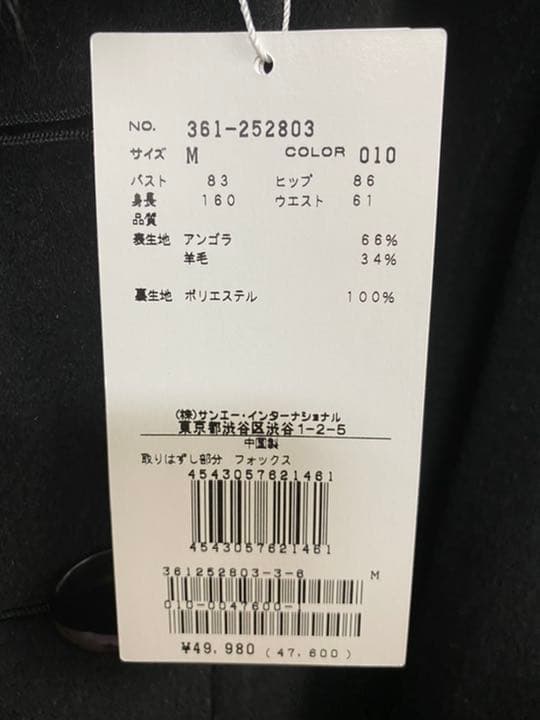 NO. 361-252803
サイズ M COLOR 010
バスト 83 ヒップ 86
身長 160 ウエスト 61
品質
表生地 アンゴラ 66%
羊毛 34%
裏生地 ポリエステル 100%
(株)サンエー・インターナショナル
東京都渋谷区渋谷1-2-5
中国製
取りはずし部分 フォックス
4543057621461
4543057621461
361252803-3-6 M
010-0047600-1
¥49,980 (47,600)